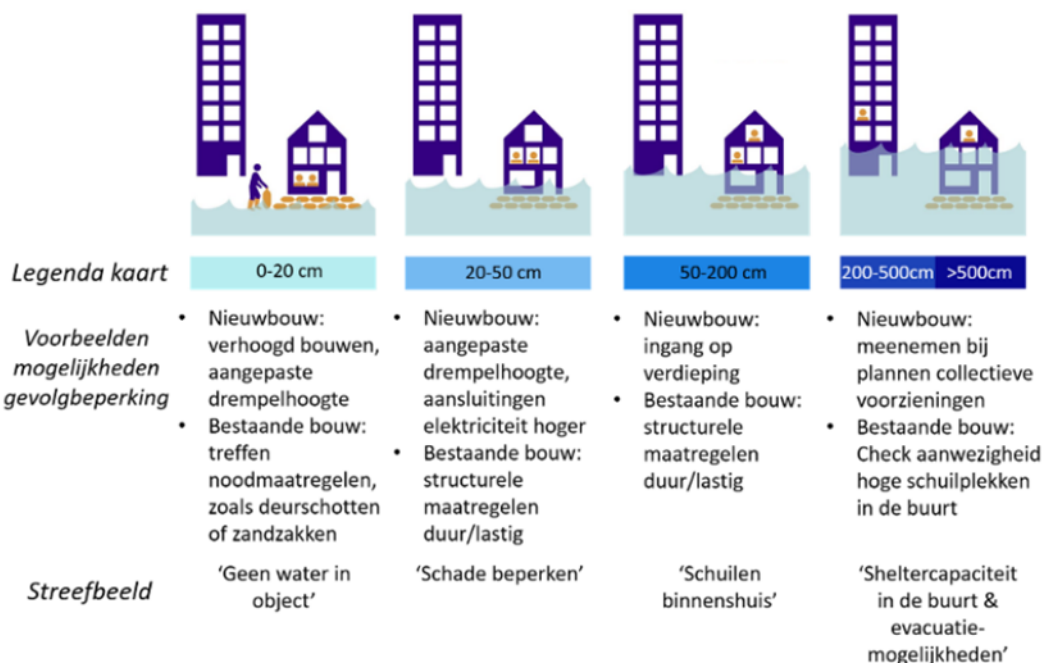 Legenda kaart
0-20 cm
20-50 cm
50-200 cm
200-500cm
>500cm
Voorbeelden
mogelijkheden
gevolgbeperking
• Nieuwbouw:
verhoogd bouwen,
aangepaste
drempelhoogte
• Bestaande bouw:
treffen
noodmaatregelen,
zoals deurschotten
of zandzakken
• Nieuwbouw:
aangepaste
drempelhoogte,
aansluitingen
elektriciteit hoger
• Bestaande bouw:
structurele
maatregelen
duur/lastig
• Nieuwbouw:
ingang op
verdieping
• Bestaande bouw:
structurele
maatregelen
duur/lastig
• Nieuwbouw:
meenemen bij
plannen collectieve
voorzieningen
• Bestaande bouw:
Check aanwezigheid
hoge schuilplekken
in de buurt
Streefbeeld
‘Geen water in
object’
‘Schade beperken’
‘Schuilen
binnenshuis’
‘Sheltercapaciteit
in de buurt &
evacuatie-
mogelijkheden’